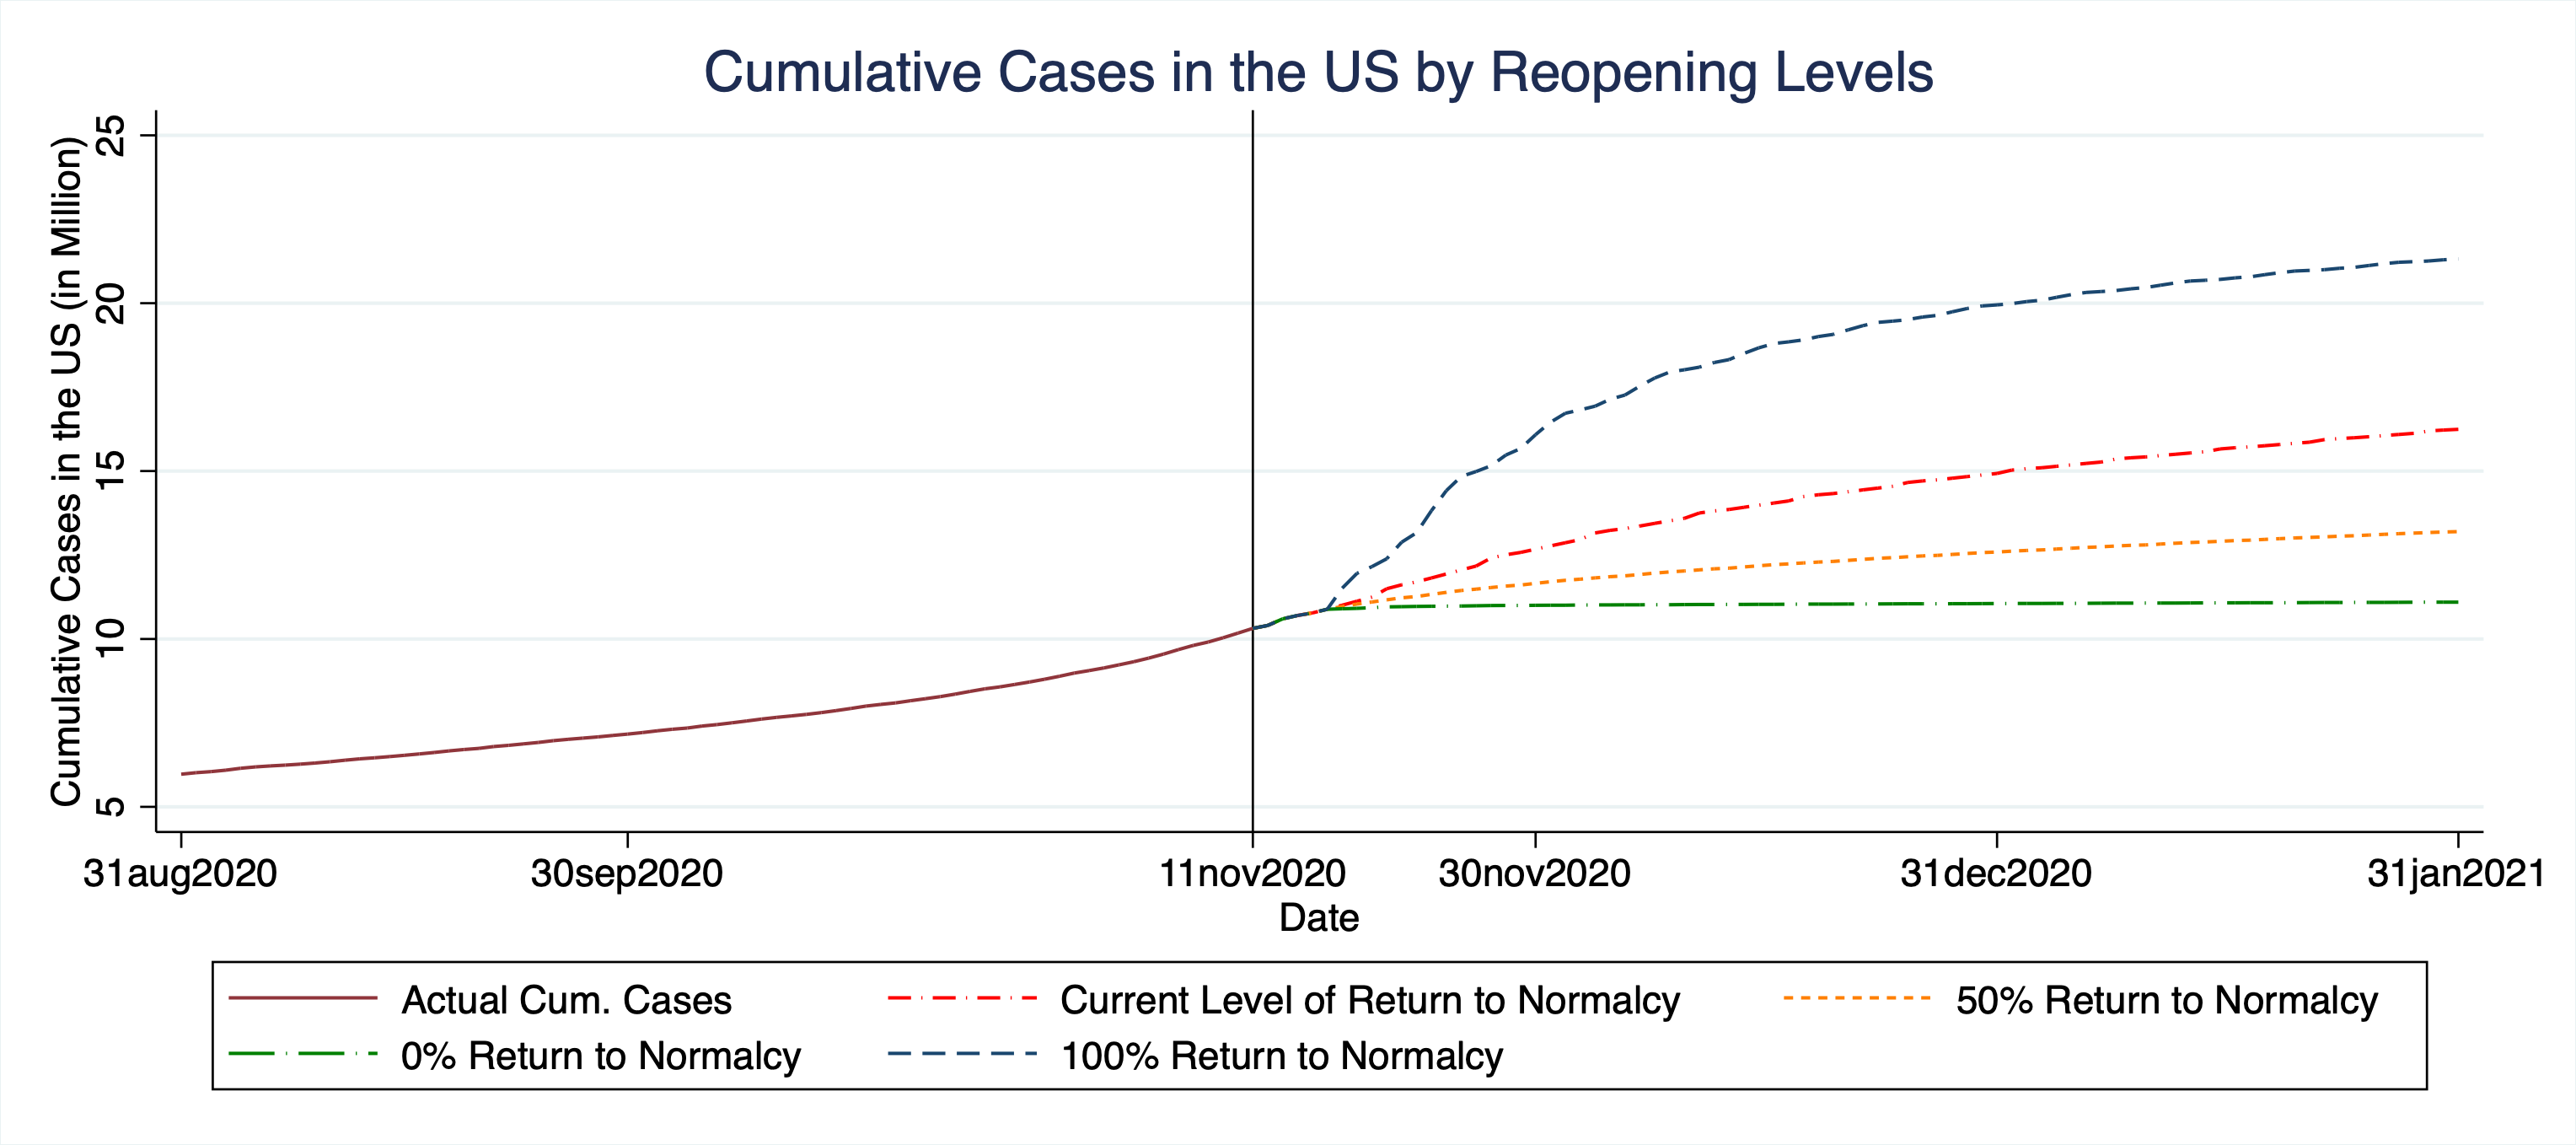 Cumulative Cases in the US by Reopening Levels
Cumulative Cases in the US (in Million)
25
20
15
10
5
31aug2020 30sep2020 11nov2020 30nov2020 31dec2020 31jan2021
Date
Actual Cum. Cases Current Level of Return to Normalcy 50% Return to Normalcy
0% Return to Normalcy 100% Return to Normalcy